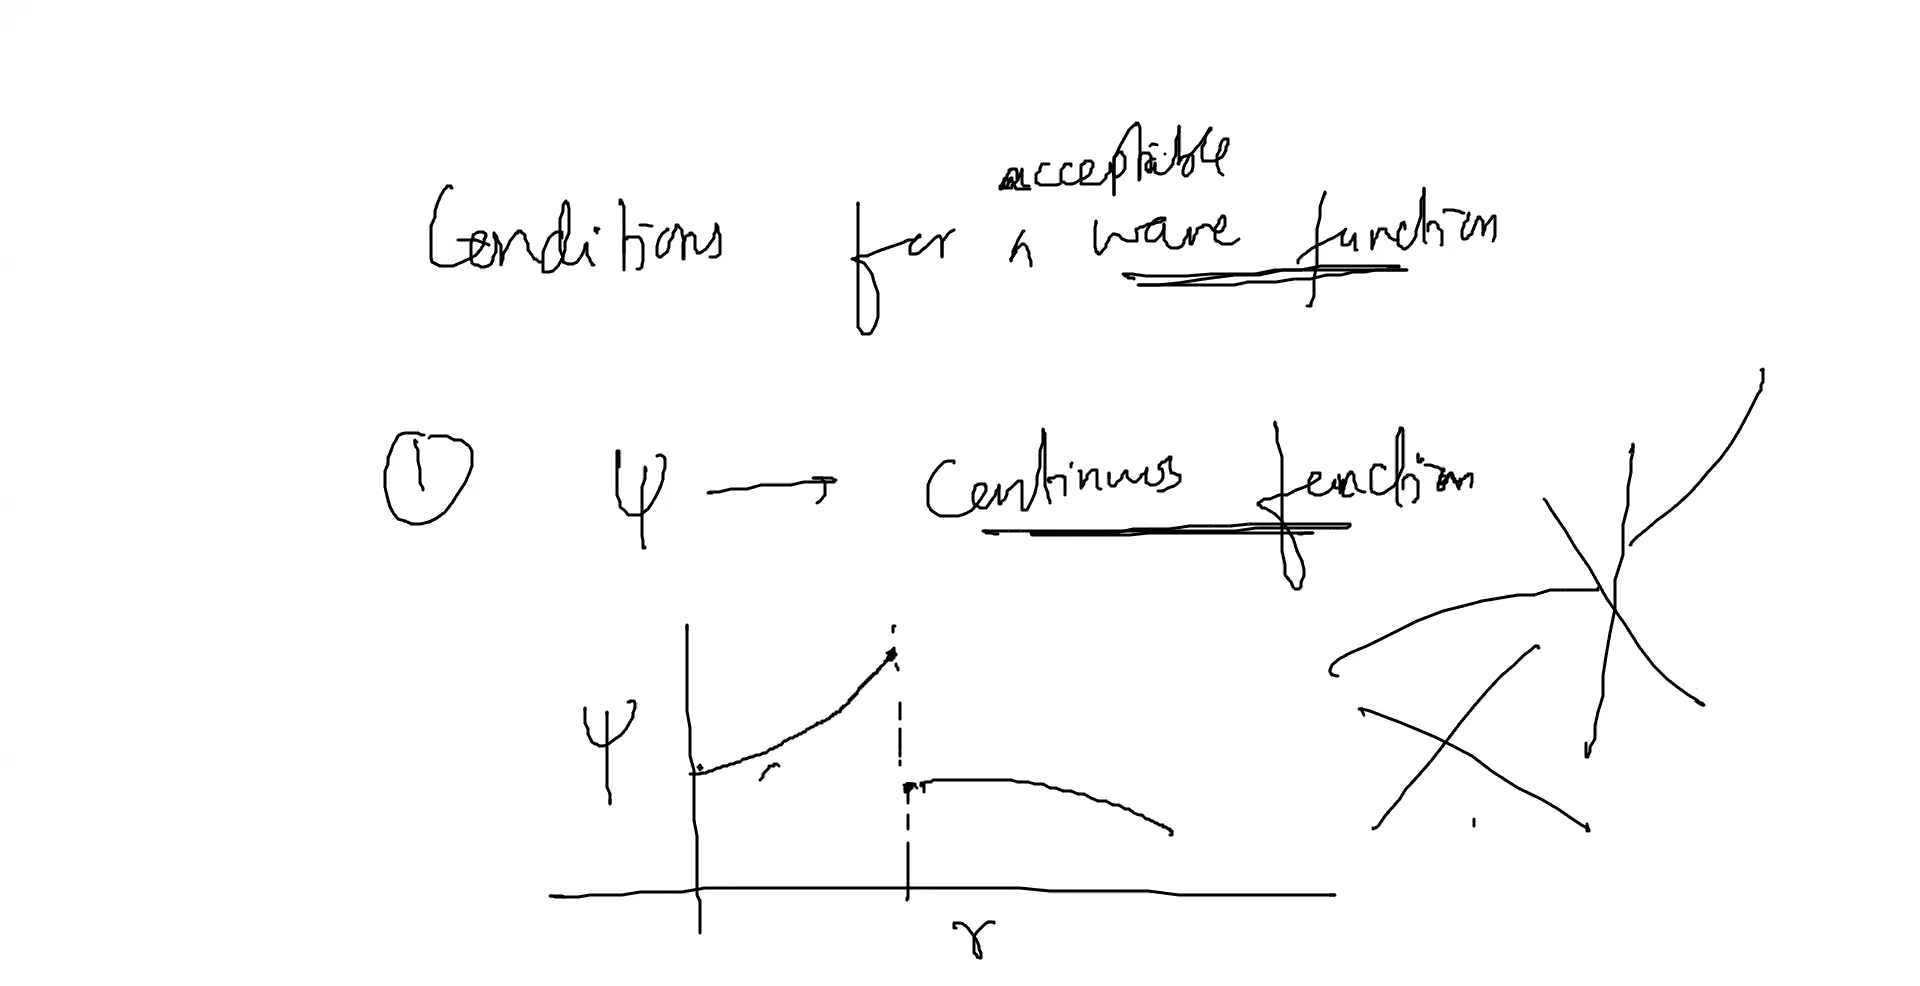 acceptable
Conditions for a wave function
① ψ → Continuous function
ψ
r